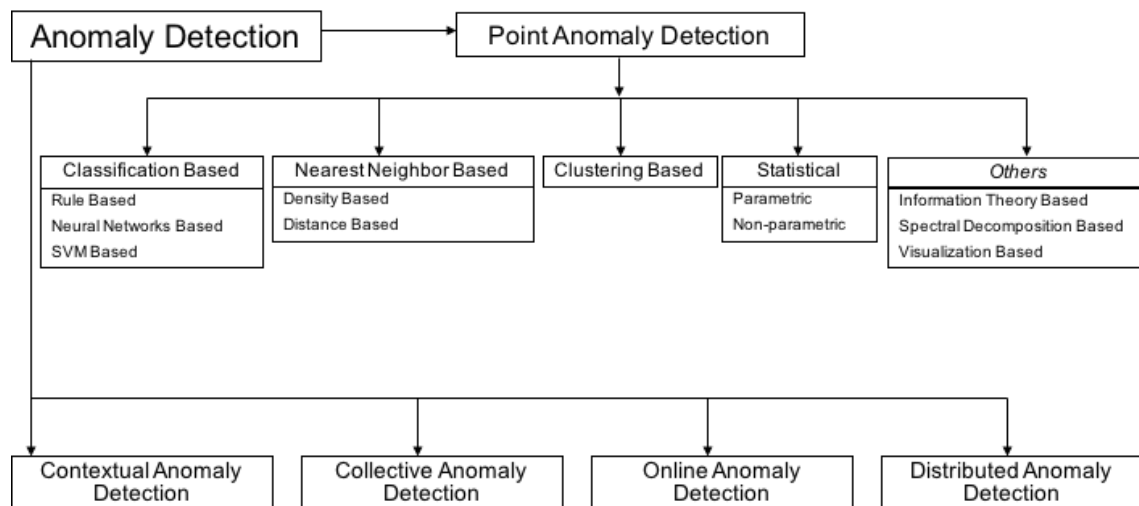 Anomaly Detection
Point Anomaly Detection
Classification Based
Rule Based
Neural Networks Based
SVM Based
Nearest Neighbor Based
Density Based
Distance Based
Clustering Based
Statistical
Parametric
Non-parametric
Others
Information Theory Based
Spectral Decomposition Based
Visualization Based
Contextual Anomaly
Detection
Collective Anomaly
Detection
Online Anomaly
Detection
Distributed Anomaly
Detection